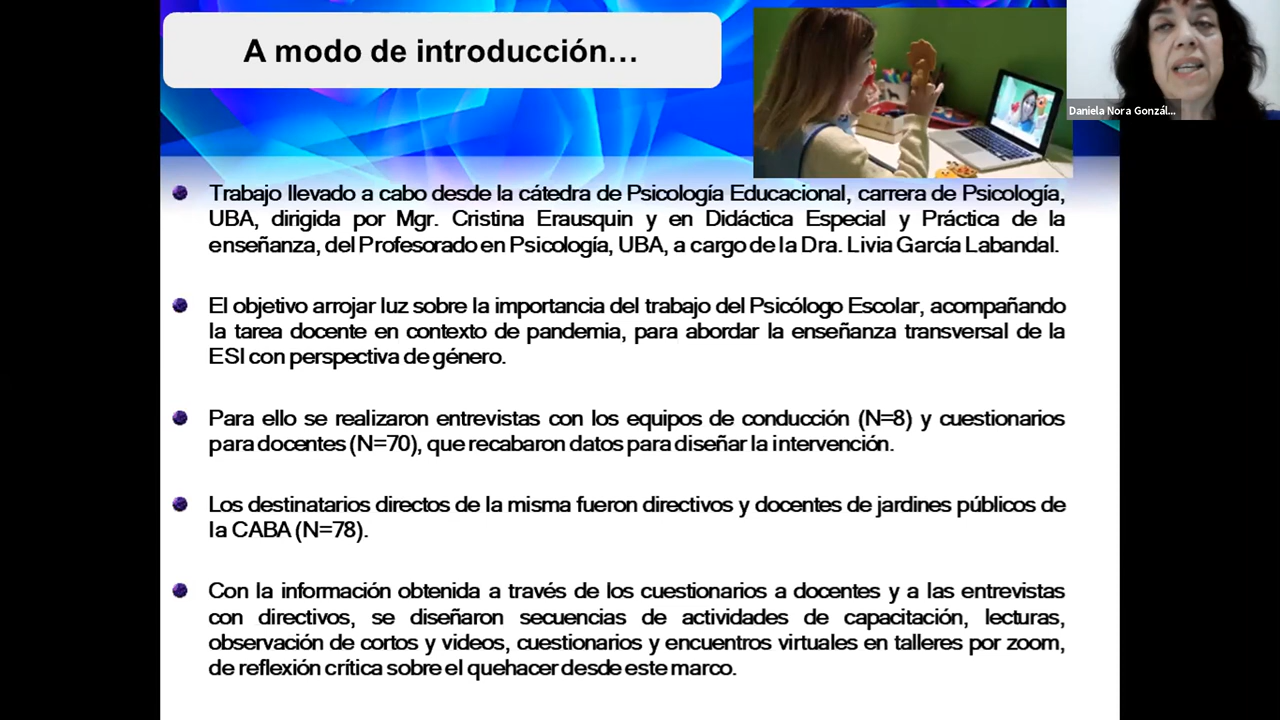 A modo de introducción…
Daniela Nora Gonzál...
Trabajo llevado a cabo desde la cátedra de Psicología Educacional, carrera de Psicología,
UBA, dirigida por Mgr. Cristina Erausquin y en Didáctica Especial y Práctica de la
enseñanza, del Profesorado en Psicología, UBA, a cargo de la Dra. Livia García Labandal.
El objetivo arrojar luz sobre la importancia del trabajo del Psicólogo Escolar, acompañando
la tarea docente en contexto de pandemia, para abordar la enseñanza transversal de la
ESI con perspectiva de género.
Para ello se realizaron entrevistas con los equipos de conducción (N=8) y cuestionarios
para docentes (N=70), que recabaron datos para diseñar la intervención.
Los destinatarios directos de la misma fueron directivos y docentes de jardines públicos de
la CABA (N=78).
Con la información obtenida a través de los cuestionarios a docentes y a las entrevistas
con directivos, se diseñaron secuencias de actividades de capacitación, lecturas,
observación de cortos y videos, cuestionarios y encuentros virtuales en talleres por zoom,
de reflexión crítica sobre el quehacer desde este marco.